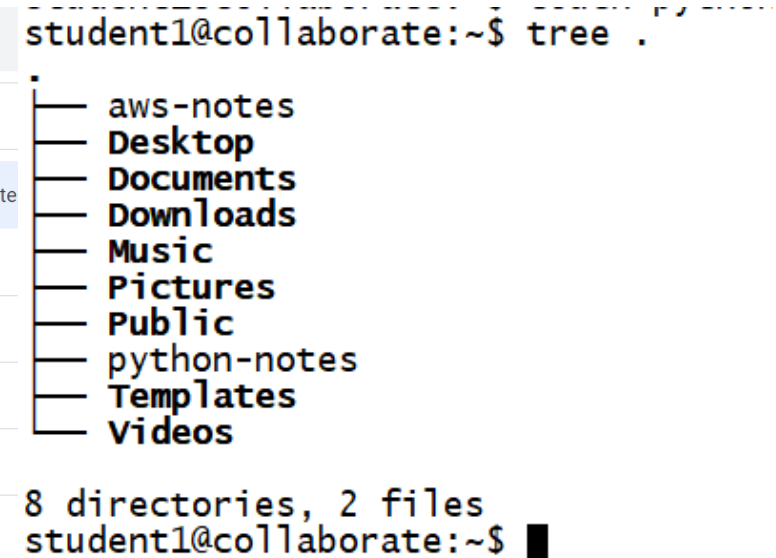 student1@collaborate:~$ tree .
.
├── aws-notes
├── Desktop
├── Documents
├── Downloads
├── Music
├── Pictures
├── Public
├── python-notes
├── Templates
└── Videos
8 directories, 2 files
student1@collaborate:~$
te